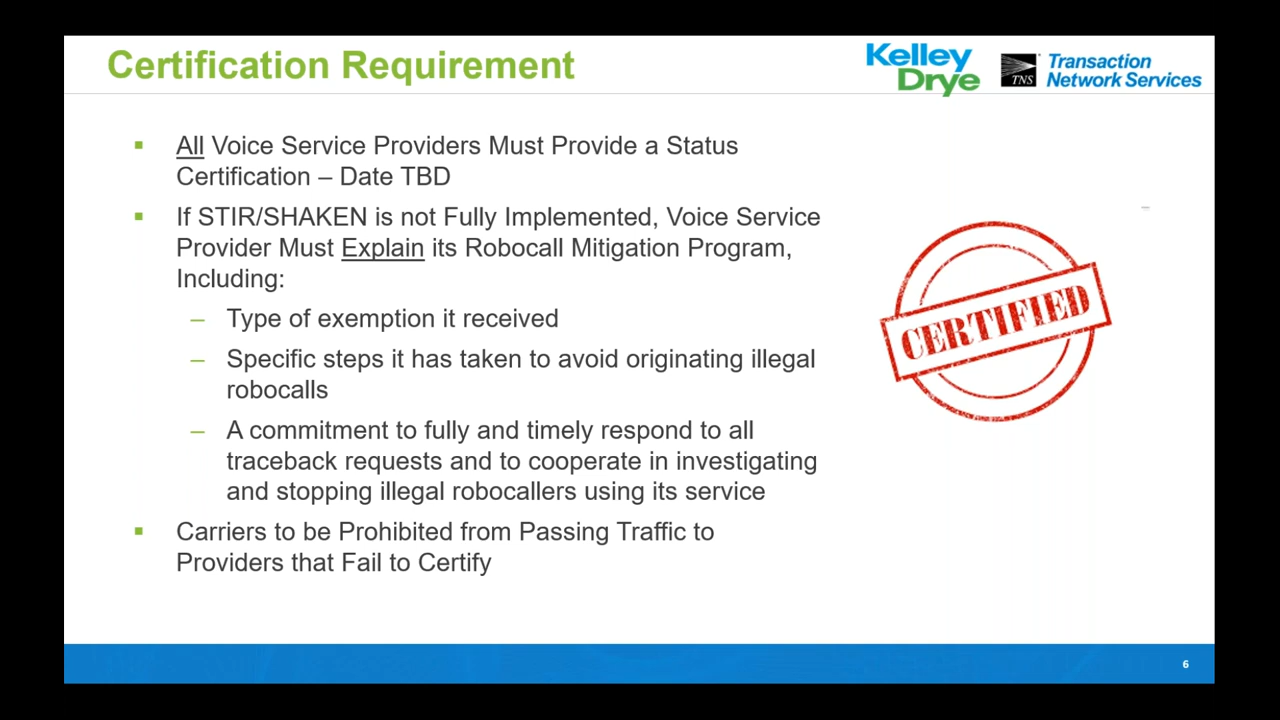 Certification Requirement
Kelley
Drye
TNS
Transaction
Network Services
All Voice Service Providers Must Provide a Status
Certification – Date TBD
If STIR/SHAKEN is not Fully Implemented, Voice Service
Provider Must Explain its Robocall Mitigation Program,
Including:
– Type of exemption it received
– Specific steps it has taken to avoid originating illegal
robocalls
– A commitment to fully and timely respond to all
traceback requests and to cooperate in investigating
and stopping illegal robocallers using its service
Carriers to be Prohibited from Passing Traffic to
Providers that Fail to Certify
CERTIFIED
6